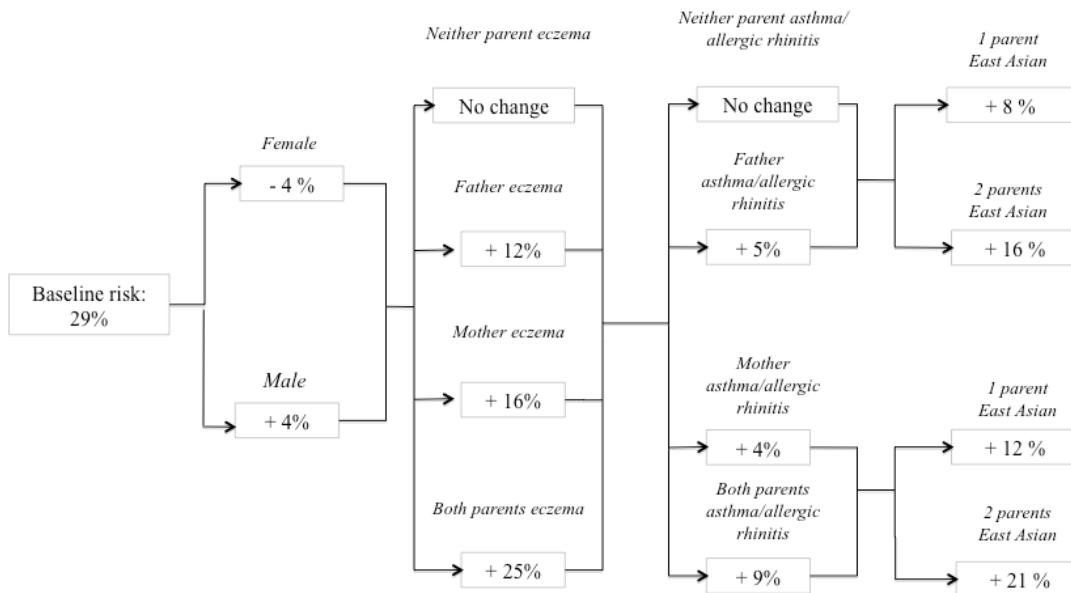 Neither parent eczema
No change
Father eczema
+ 12%
Mother eczema
+ 16%
Both parents eczema
+ 25%
Baseline risk:
29%
Female
- 4 %
Male
+ 4%
Neither parent asthma/
allergic rhinitis
No change
Father
asthma/allergic
rhinitis
+ 5%
Mother
asthma/allergic
rhinitis
+ 4%
Both parents
asthma/allergic
rhinitis
+ 9%
1 parent
East Asian
+ 8 %
2 parents
East Asian
+ 16 %
1 parent
East Asian
+ 12 %
2 parents
East Asian
+ 21 %